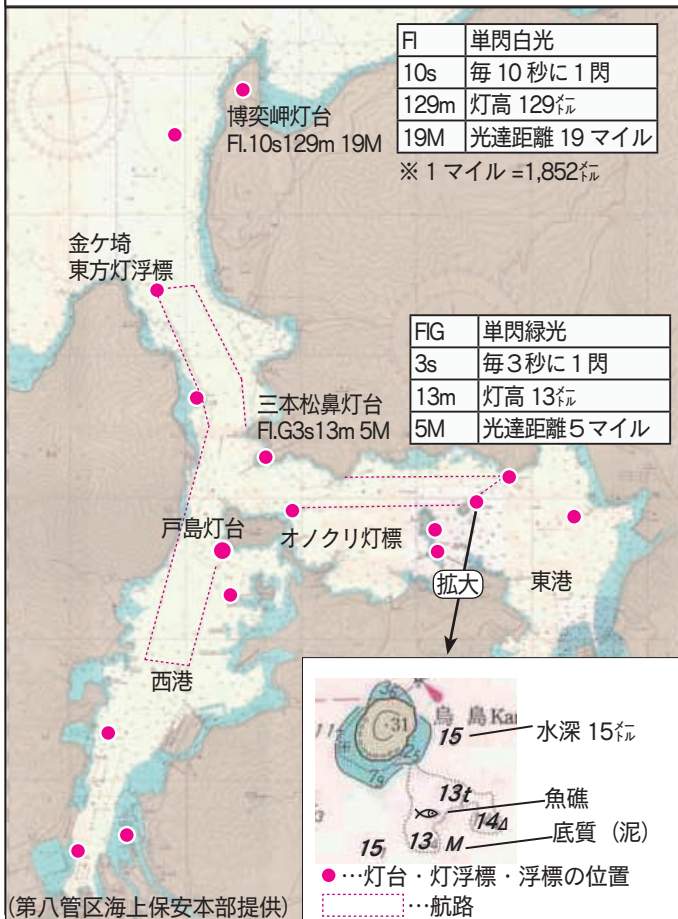 Fl 単閃白光
10s 毎10秒に1閃
129m 灯高129㍍
19M 光達距離19マイル
※1マイル=1,852㍍
博奕岬灯台
Fl.10s129m 19M
金ケ埼
東方灯浮標
FlG 単閃緑光
3s 毎3秒に1閃
13m 灯高13㍍
5M 光達距離5マイル
三本松鼻灯台
Fl.G3s13m 5M
戸島灯台
オノクリ灯標
拡大
東港
西港
烏島Kar
31
15
水深15㍍
13t
魚礁
14
13 M
底質(泥)
15
●…灯台・灯浮標・浮標の位置
…航路
(第八管区海上保安本部提供)